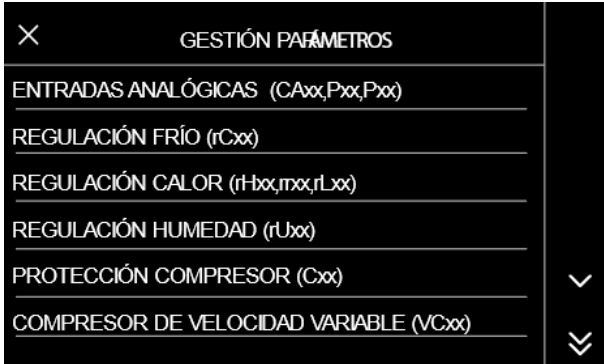 GESTIÓN PARÁMETROS
ENTRADAS ANALÓGICAS (CAxx,Pxx,Pxx)
REGULACIÓN FRÍO (rCxx)
REGULACIÓN CALOR (rHxx,rrxx,rLxx)
REGULACIÓN HUMEDAD (rUxx)
PROTECCIÓN COMPRESOR (Cxx)
COMPRESOR DE VELOCIDAD VARIABLE (VCxx)